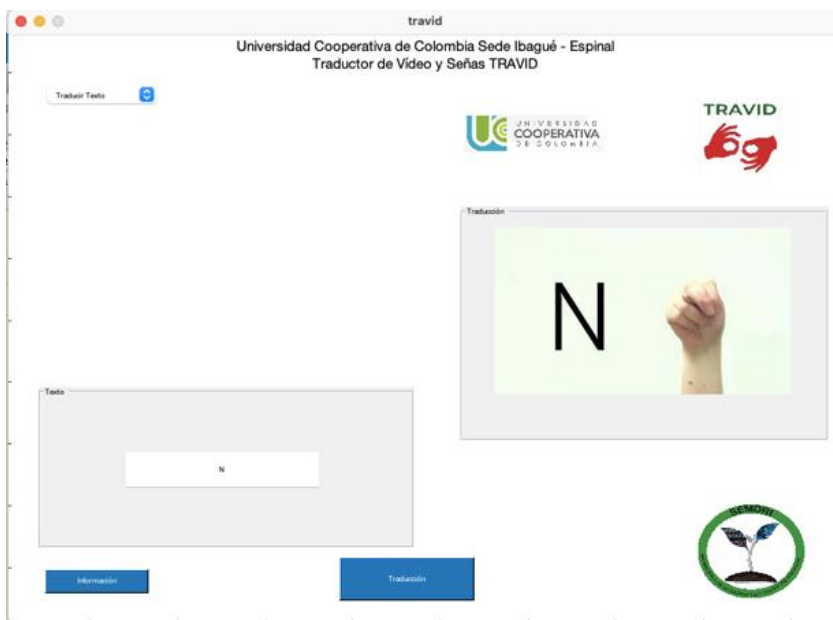 travid
Universidad Cooperativa de Colombia Sede Ibagué - Espinal
Traductor de Vídeo y Señas TRAVID
Traducir Texto
UNIVERSIDAD
COOPERATIVA
DE COLOMBIA
TRAVID
Traducción
N
Texto
N
SEMORI
Información
Traducción